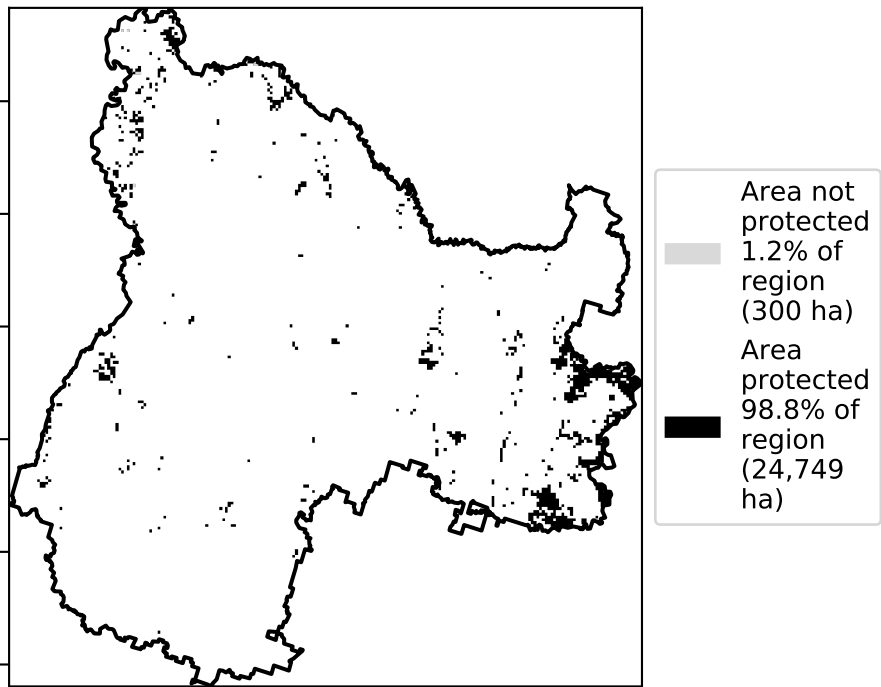 Area not
protected
1.2% of
region
(300 ha)
Area
protected
98.8% of
region
(24,749
ha)